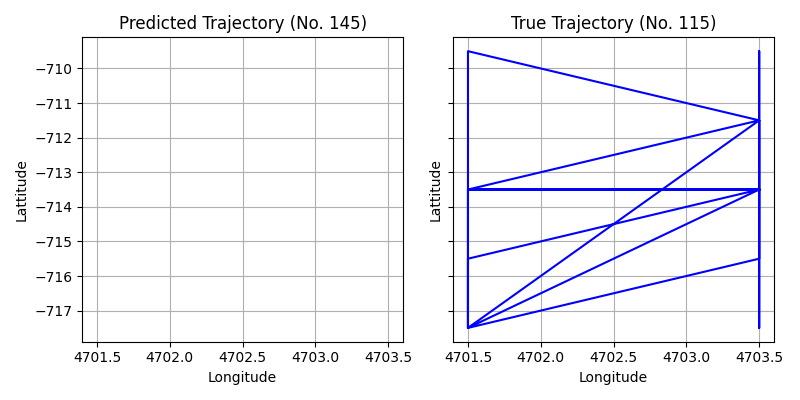 Predicted Trajectory (No. 145)
−710
−711
−712
−713
−714
−715
−716
−717
Lattitude
4701.5 4702.0 4702.5 4703.0 4703.5
Longitude
True Trajectory (No. 115)
Lattitude
4701.5 4702.0 4702.5 4703.0 4703.5
Longitude